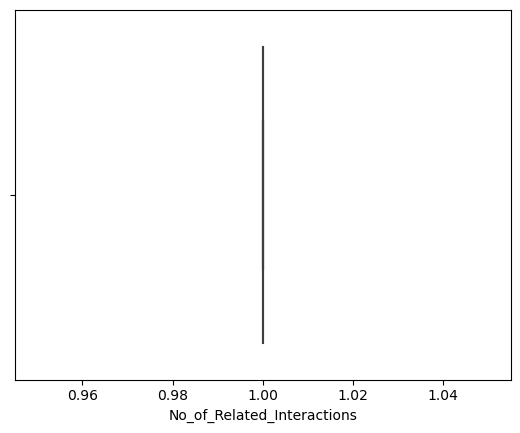 0.96 0.98 1.00 1.02 1.04
No_of_Related_Interactions